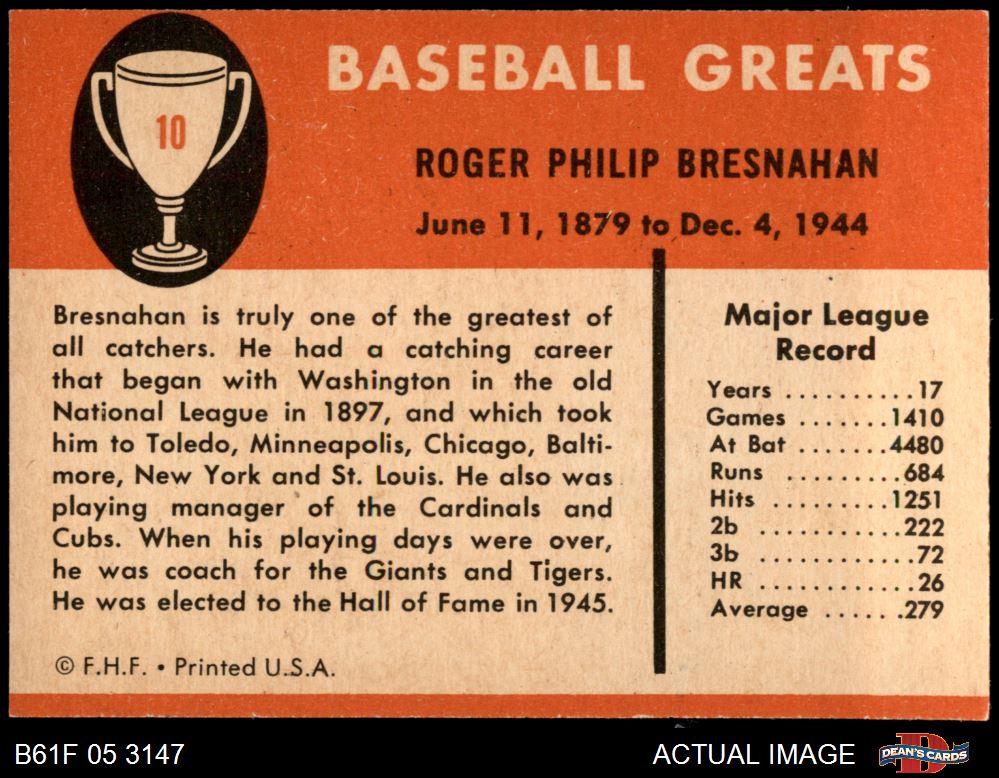 10
BASEBALL GREATS
ROGER PHILIP BRESNAHAN
June 11, 1879 to Dec. 4, 1944
Bresnahan is truly one of the greatest of
all catchers. He had a catching career
that began with Washington in the old
National League in 1897, and which took
him to Toledo, Minneapolis, Chicago, Balti-
more, New York and St. Louis. He also was
playing manager of the Cardinals and
Cubs. When his playing days were over,
he was coach for the Giants and Tigers.
He was elected to the Hall of Fame in 1945.
© F.H.F. • Printed U.S.A.
Major League
Record
Years . . . . . . . . . . 17
Games . . . . . . . 1410
At Bat . . . . . . . 4480
Runs . . . . . . . . . 684
Hits . . . . . . . . . . 1251
2b . . . . . . . . . . . 222
3b . . . . . . . . . . . . 72
HR . . . . . . . . . . . . 26
Average . . . . . . .279
B61F 05 3147
ACTUAL IMAGE
D
DEAN'S CARDS